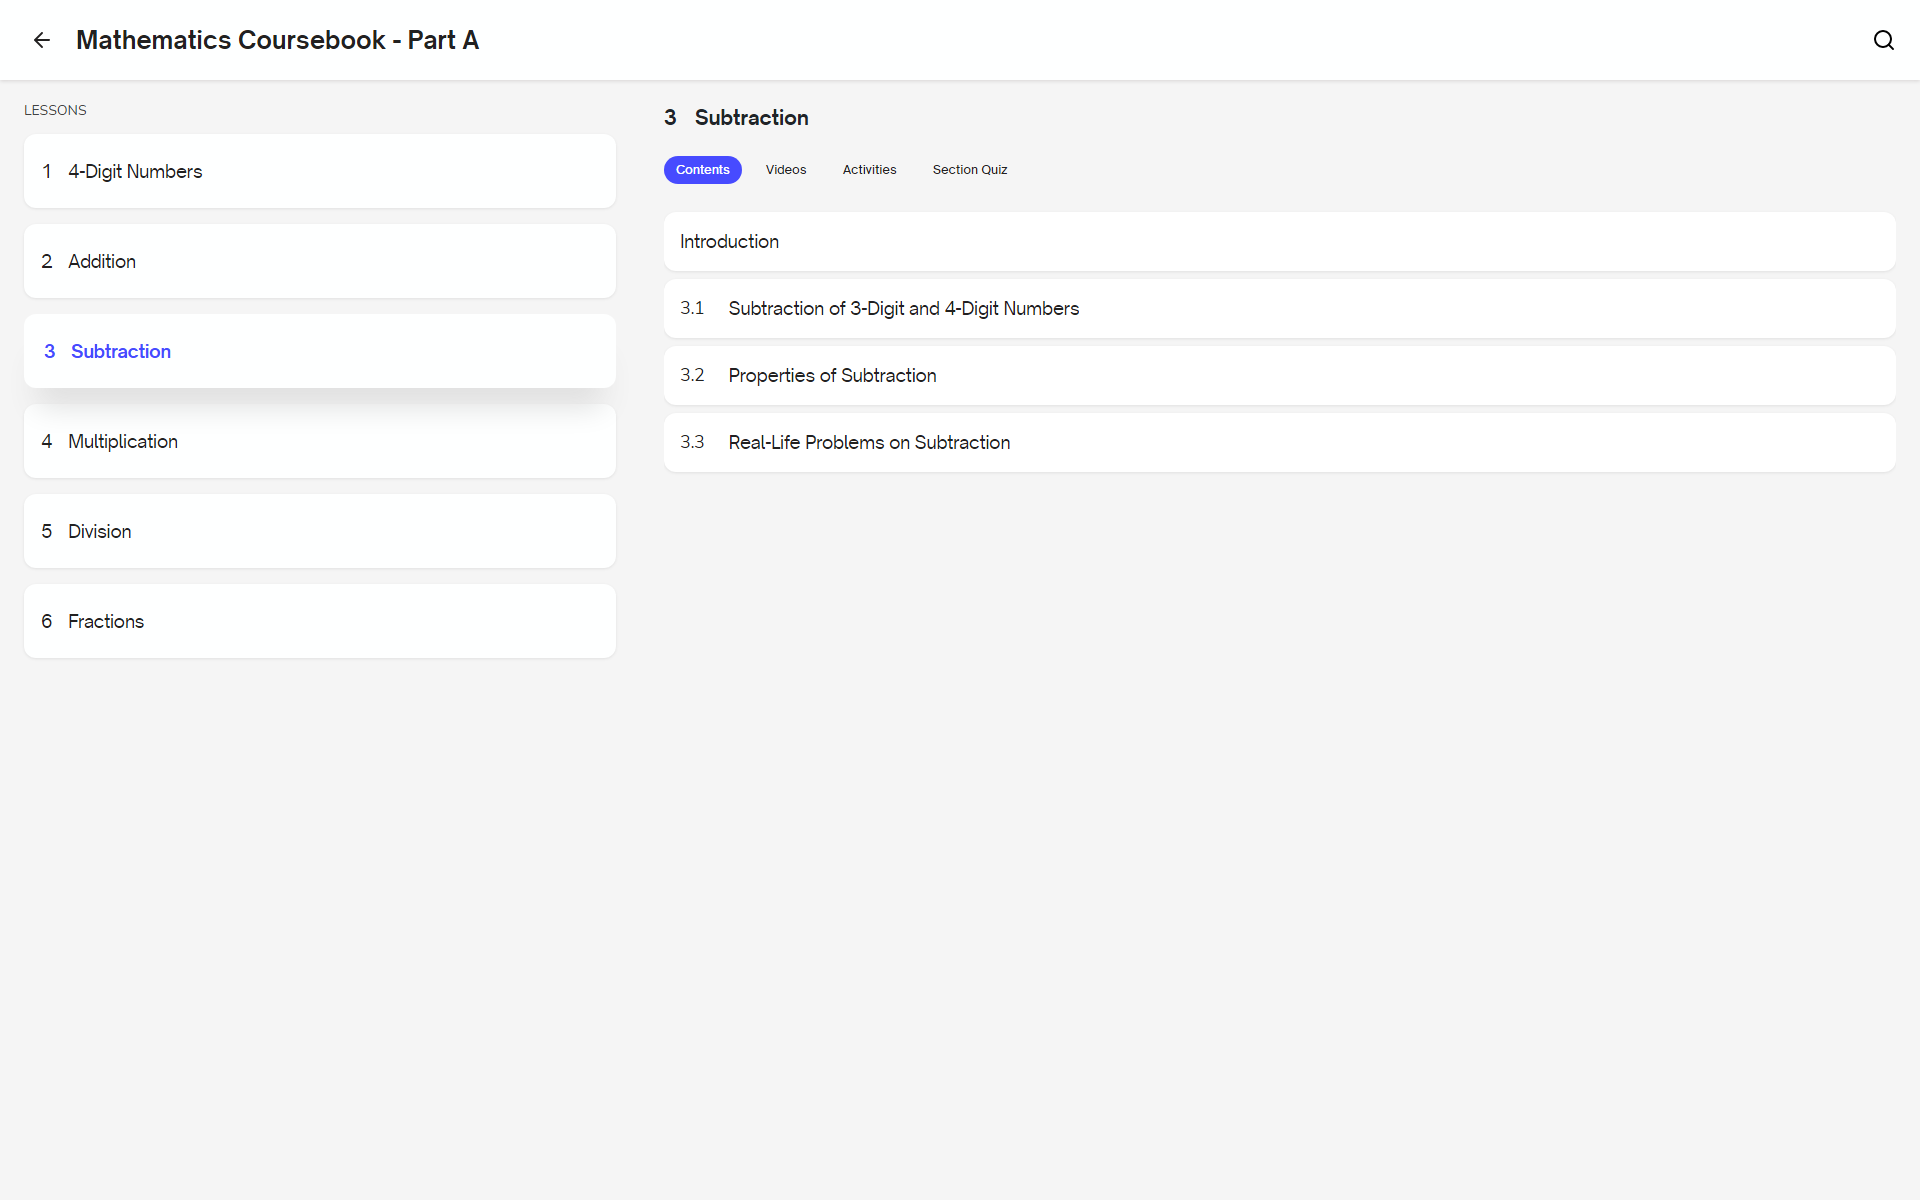 Mathematics Coursebook - Part A
LESSONS
1 4-Digit Numbers
2 Addition
3 Subtraction
4 Multiplication
5 Division
6 Fractions
3 Subtraction
Contents Videos Activities Section Quiz
Introduction
3.1 Subtraction of 3-Digit and 4-Digit Numbers
3.2 Properties of Subtraction
3.3 Real-Life Problems on Subtraction